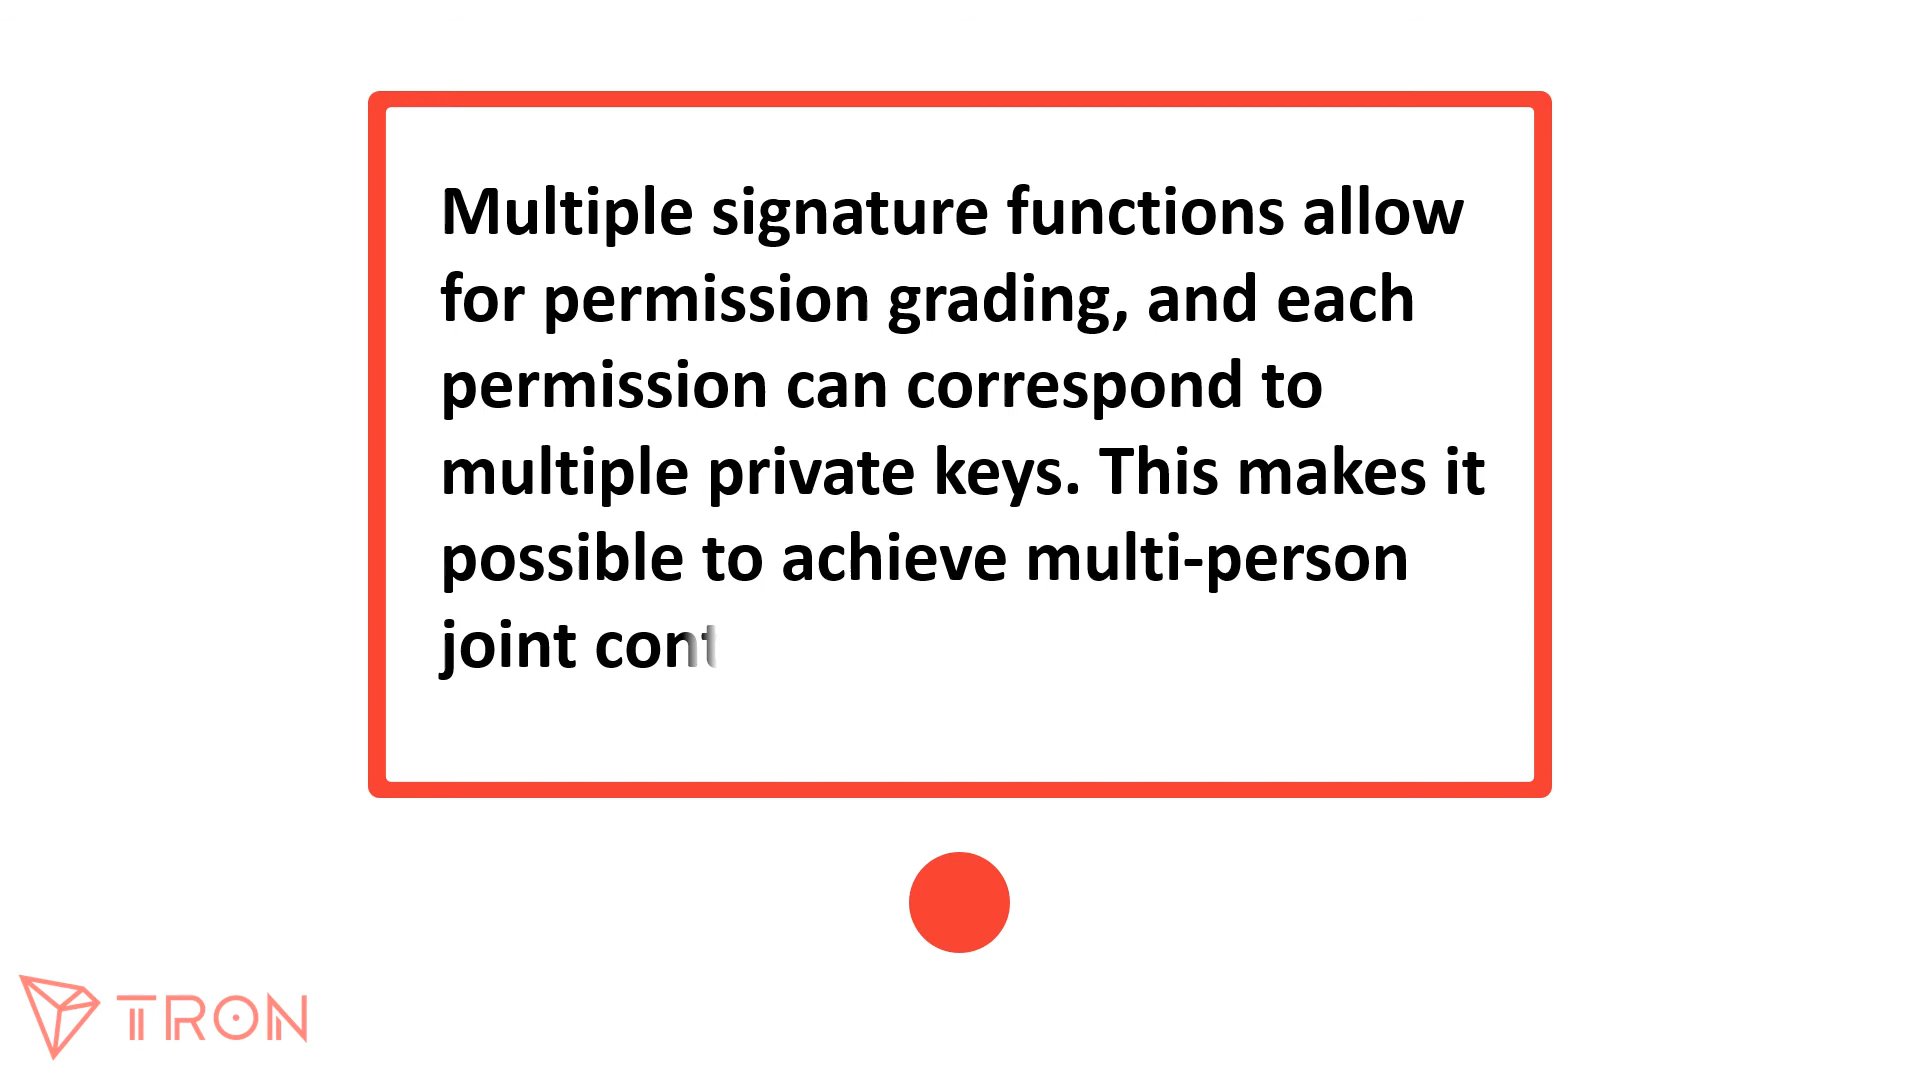 Multiple signature functions allow
for permission grading, and each
permission can correspond to
multiple private keys. This makes it
possible to achieve multi-person
joint cont
TRON